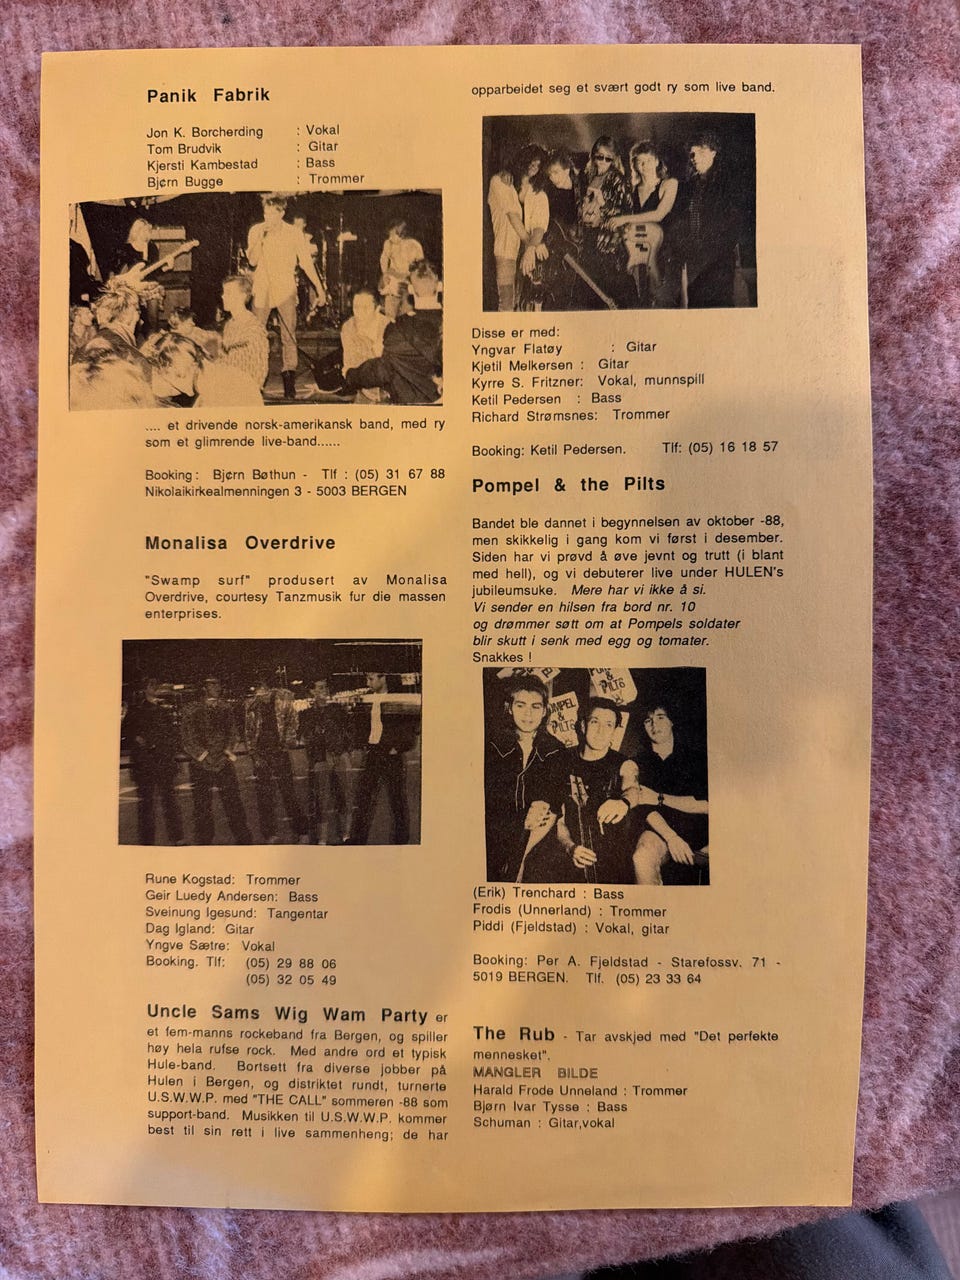 Panik Fabrik
Jon K. Borcherding : Vokal
Tom Brudvik : Gitar
Kjersti Kambestad : Bass
Bjørn Bugge : Trommer
.... et drivende norsk-amerikansk band, med ry
som et glimrende live-band......
Booking: Bjørn Bøthun - Tlf : (05) 31 67 88
Nikolaikirkealmenningen 3 - 5003 BERGEN
Monalisa Overdrive
"Swamp surf" produsert av Monalisa
Overdrive, courtesy Tanzmusik fur die massen
enterprises.
Rune Kogstad: Trommer
Geir Luedy Andersen: Bass
Sveinung Igesund: Tangentar
Dag Igland: Gitar
Yngve Sætre: Vokal
Booking. Tlf: (05) 29 88 06
(05) 32 05 49
Uncle Sams Wig Wam Party er
et fem-manns rockeband fra Bergen, og spiller
høy hela rufse rock. Med andre ord et typisk
Hule-band. Bortsett fra diverse jobber på
Hulen i Bergen, og distriktet rundt, turnerte
U.S.W.W.P. med "THE CALL" sommeren -88 som
support-band. Musikken til U.S.W.W.P. kommer
best til sin rett i live sammenheng; de har
opparbeidet seg et svært godt ry som live band.
Disse er med:
Yngvar Flatøy : Gitar
Kjetil Melkersen : Gitar
Kyrre S. Fritzner: Vokal, munnspill
Ketil Pedersen : Bass
Richard Strømsnes: Trommer
Booking: Ketil Pedersen. Tlf: (05) 16 18 57
Pompel & the Pilts
Bandet ble dannet i begynnelsen av oktober -88,
men skikkelig i gang kom vi først i desember.
Siden har vi prøvd å øve jevnt og trutt (i blant
med hell), og vi debuterer live under HULEN's
jubileumsuke. Mere har vi ikke å si.
Vi sender en hilsen fra bord nr. 10
og drømmer søtt om at Pompels soldater
blir skutt i senk med egg og tomater.
Snakkes !
POMPEL
&
PILTS
&
PILTS
(Erik) Trenchard : Bass
Frodis (Unnerland) : Trommer
Piddi (Fjeldstad) : Vokal, gitar
Booking: Per A. Fjeldstad - Starefossv. 71 -
5019 BERGEN. Tlf. (05) 23 33 64
The Rub - Tar avskjed med "Det perfekte
mennesket".
MANGLER BILDE
Harald Frode Unneland : Trommer
Bjørn Ivar Tysse : Bass
Schuman : Gitar,vokal